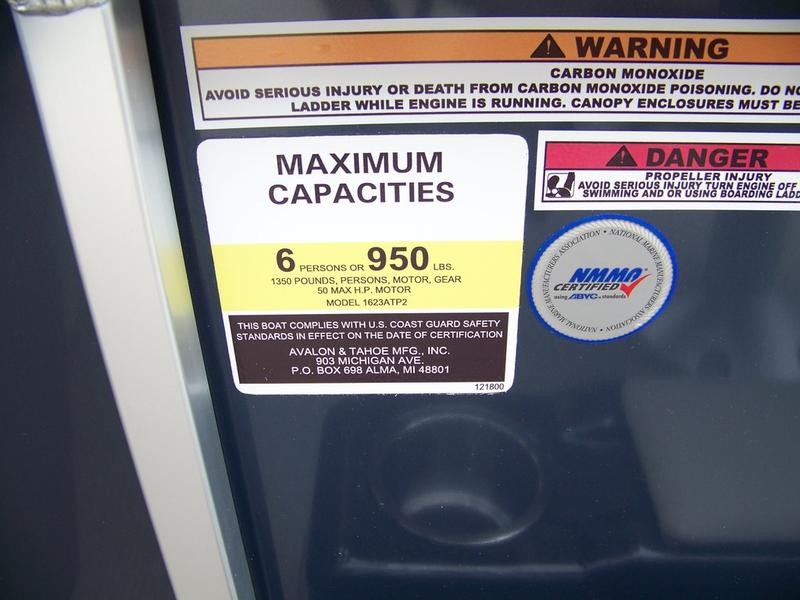 WARNING
CARBON MONOXIDE
AVOID SERIOUS INJURY OR DEATH FROM CARBON MONOXIDE POISONING. DO
LADDER WHILE ENGINE IS RUNNING. CANOPY ENCLOSURES MUST BE
MAXIMUM
CAPACITIES
6 PERSONS OR 950 LBS.
1350 POUNDS, PERSONS, MOTOR, GEAR
50 MAX H.P. MOTOR
MODEL 1623ATP2
THIS BOAT COMPLIES WITH U.S. COAST GUARD SAFETY
STANDARDS IN EFFECT ON THE DATE OF CERTIFICATION
AVALON & TAHOE MFG., INC.
903 MICHIGAN AVE.
P.O. BOX 698 ALMA, MI 48801
121800
DANGER
PROPELLER INJURY
AVOID SERIOUS INJURY TURN ENGINE OFF
SWIMMING AND OR USING BOARDING
NATIONAL MARINE MANUFACTURERS ASSOCIATION
NMMA
CERTIFIED
using ABYC standards
NATIONAL MARINE MANUFACTURERS ASSOCIATION